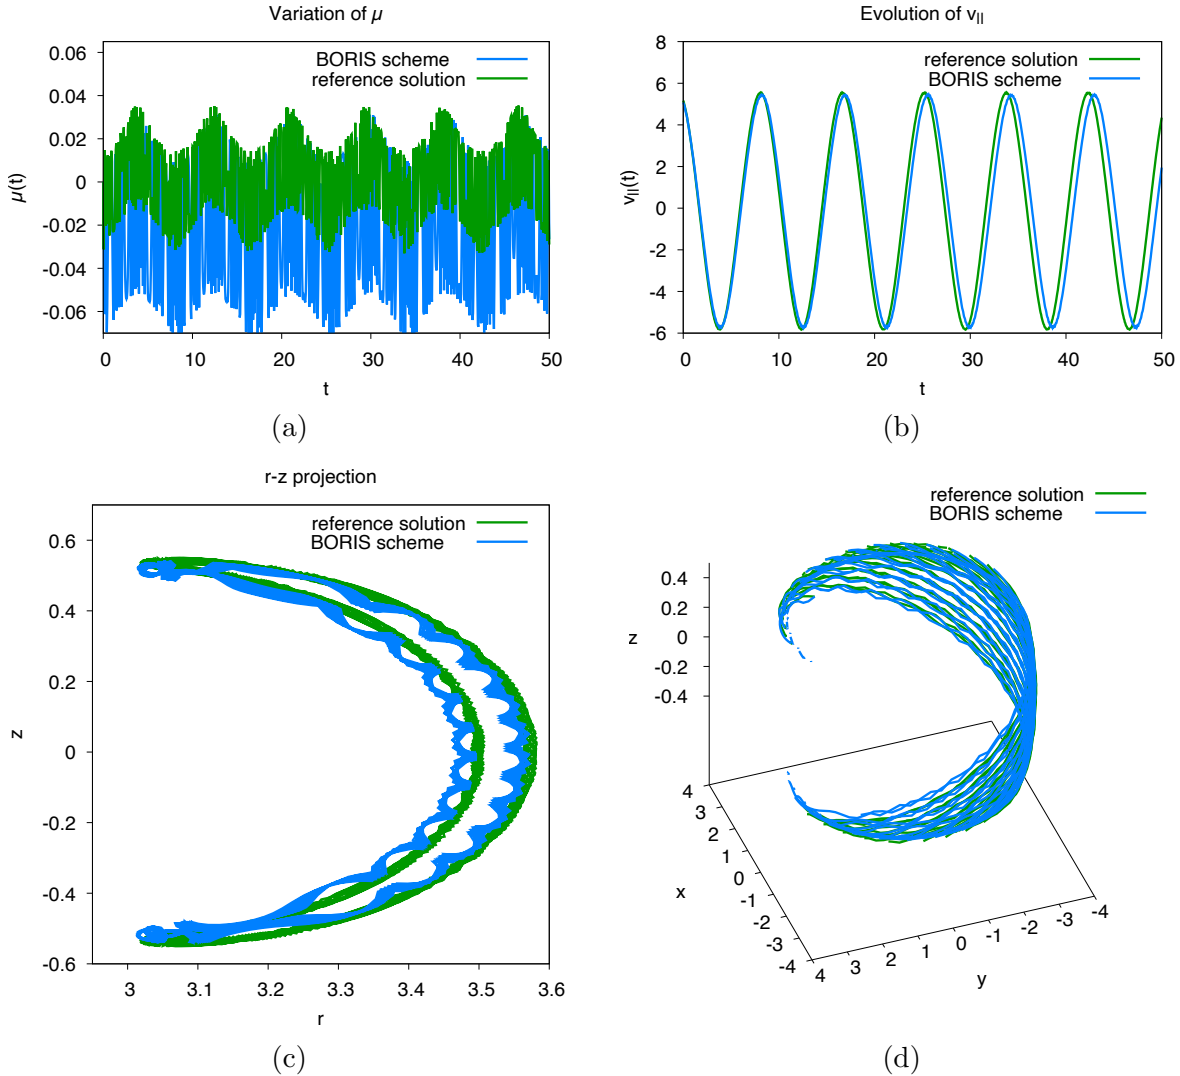 Variation of μ
BORIS scheme
reference solution
0.06
0.04
0.02
0
-0.02
-0.04
-0.06
μ(t)
0 10 20 30 40 50
t
(a)
Evolution of v||
reference solution
BORIS scheme
8
6
4
2
0
-2
-4
-6
v||(t)
0 10 20 30 40 50
t
(b)
r-z projection
reference solution
BORIS scheme
0.6
0.4
0.2
0
-0.2
-0.4
-0.6
z
3 3.1 3.2 3.3 3.4 3.5 3.6
r
(c)
reference solution
BORIS scheme
0.4
0.2
0
-0.2
-0.4
z
4
3
2
1
0
-1
-2
-3
-4
x
4 3 2 1 0 -1 -2 -3 -4
y
(d)